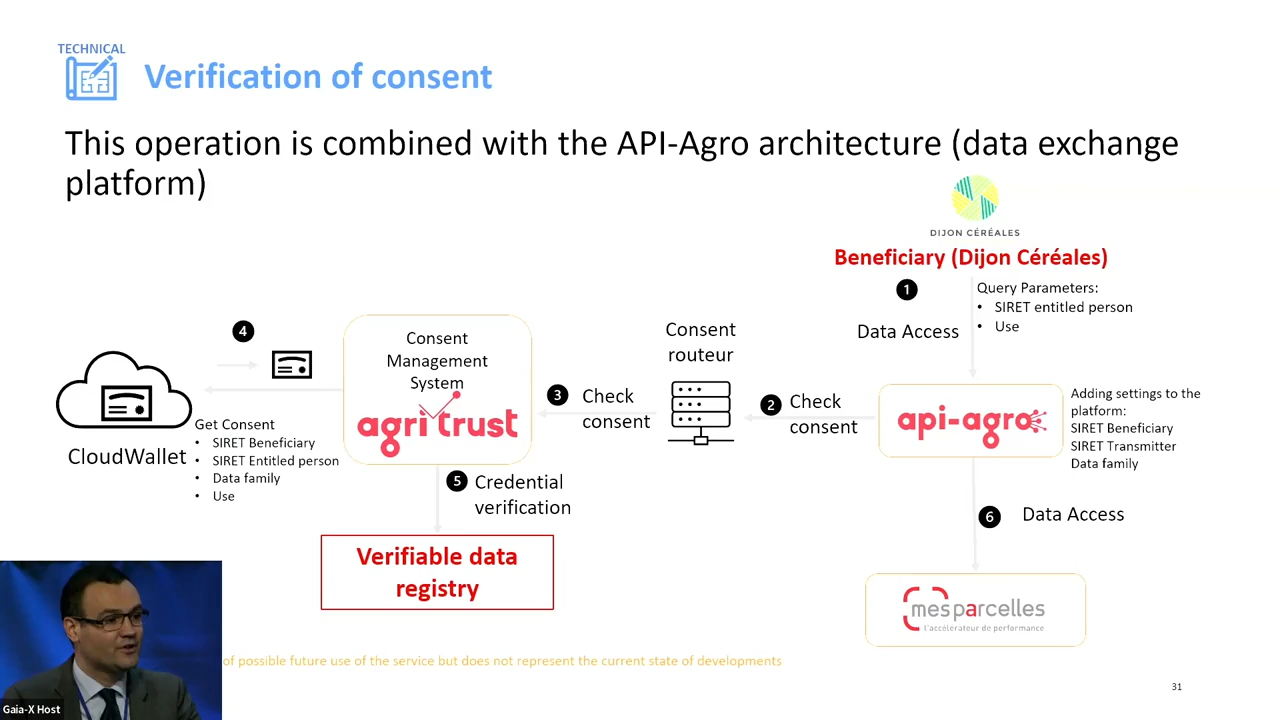 TECHNICAL
Verification of consent
This operation is combined with the API-Agro architecture (data exchange
platform)
DIJON CÉRÉALES
Beneficiary (Dijon Céréales)
1
Query Parameters:
• SIRET entitled person
• Use
Data Access
4
Consent
Management
System
agri trust
Consent
routeur
3
Check
consent
2
Check
consent
api-agro
Adding settings to the
platform:
SIRET Beneficiary
SIRET Transmitter
Data family
CloudWallet
Get Consent
• SIRET Beneficiary
• SIRET Entitled person
• Data family
• Use
5
Credential
verification
6
Data Access
Verifiable data
registry
mesparcelles
l'accélérateur de performance
of possible future use of the service but does not represent the current state of developments
31
Gaia-X Host